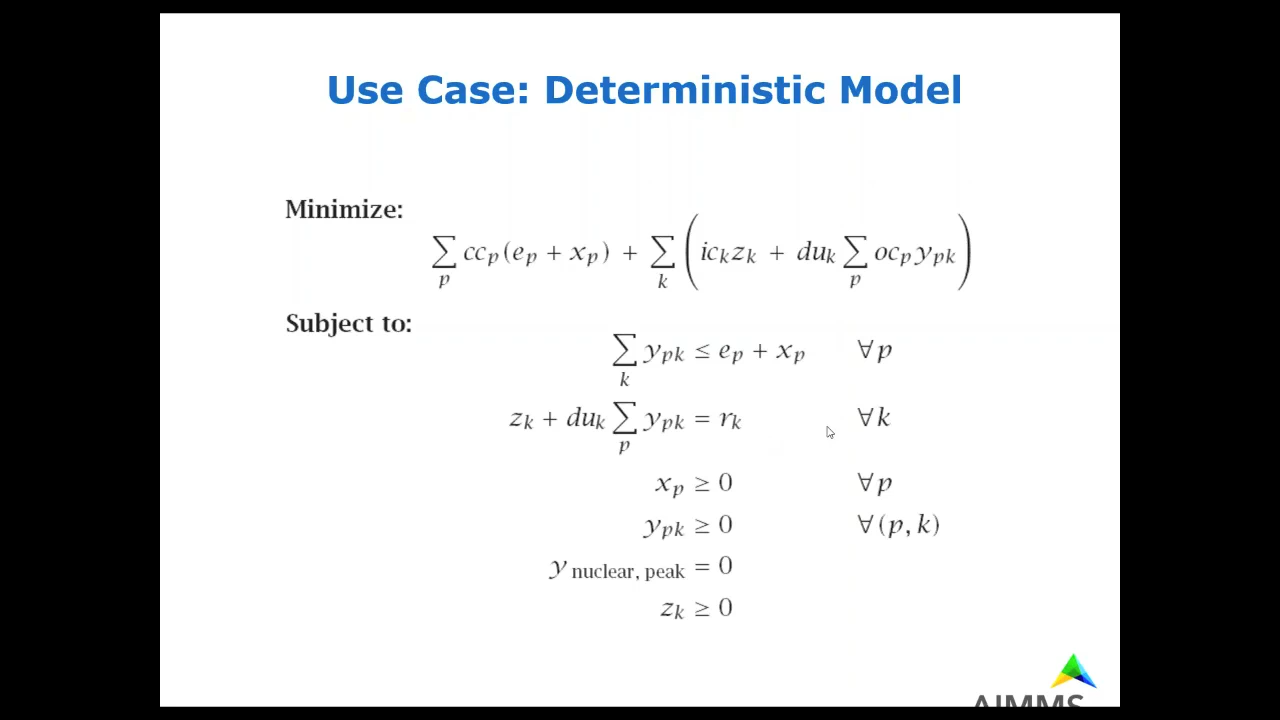 Use Case: Deterministic Model
Minimize:
∑_p cc_p(e_p + x_p) + ∑_k (ic_k z_k + du_k ∑_p oc_p y_pk)
Subject to:
∑_k y_pk ≤ e_p + x_p ∀p
z_k + du_k ∑_p y_pk = r_k ∀k
x_p ≥ 0 ∀p
y_pk ≥ 0 ∀(p, k)
y_nuclear, peak = 0
z_k ≥ 0
AIMMS